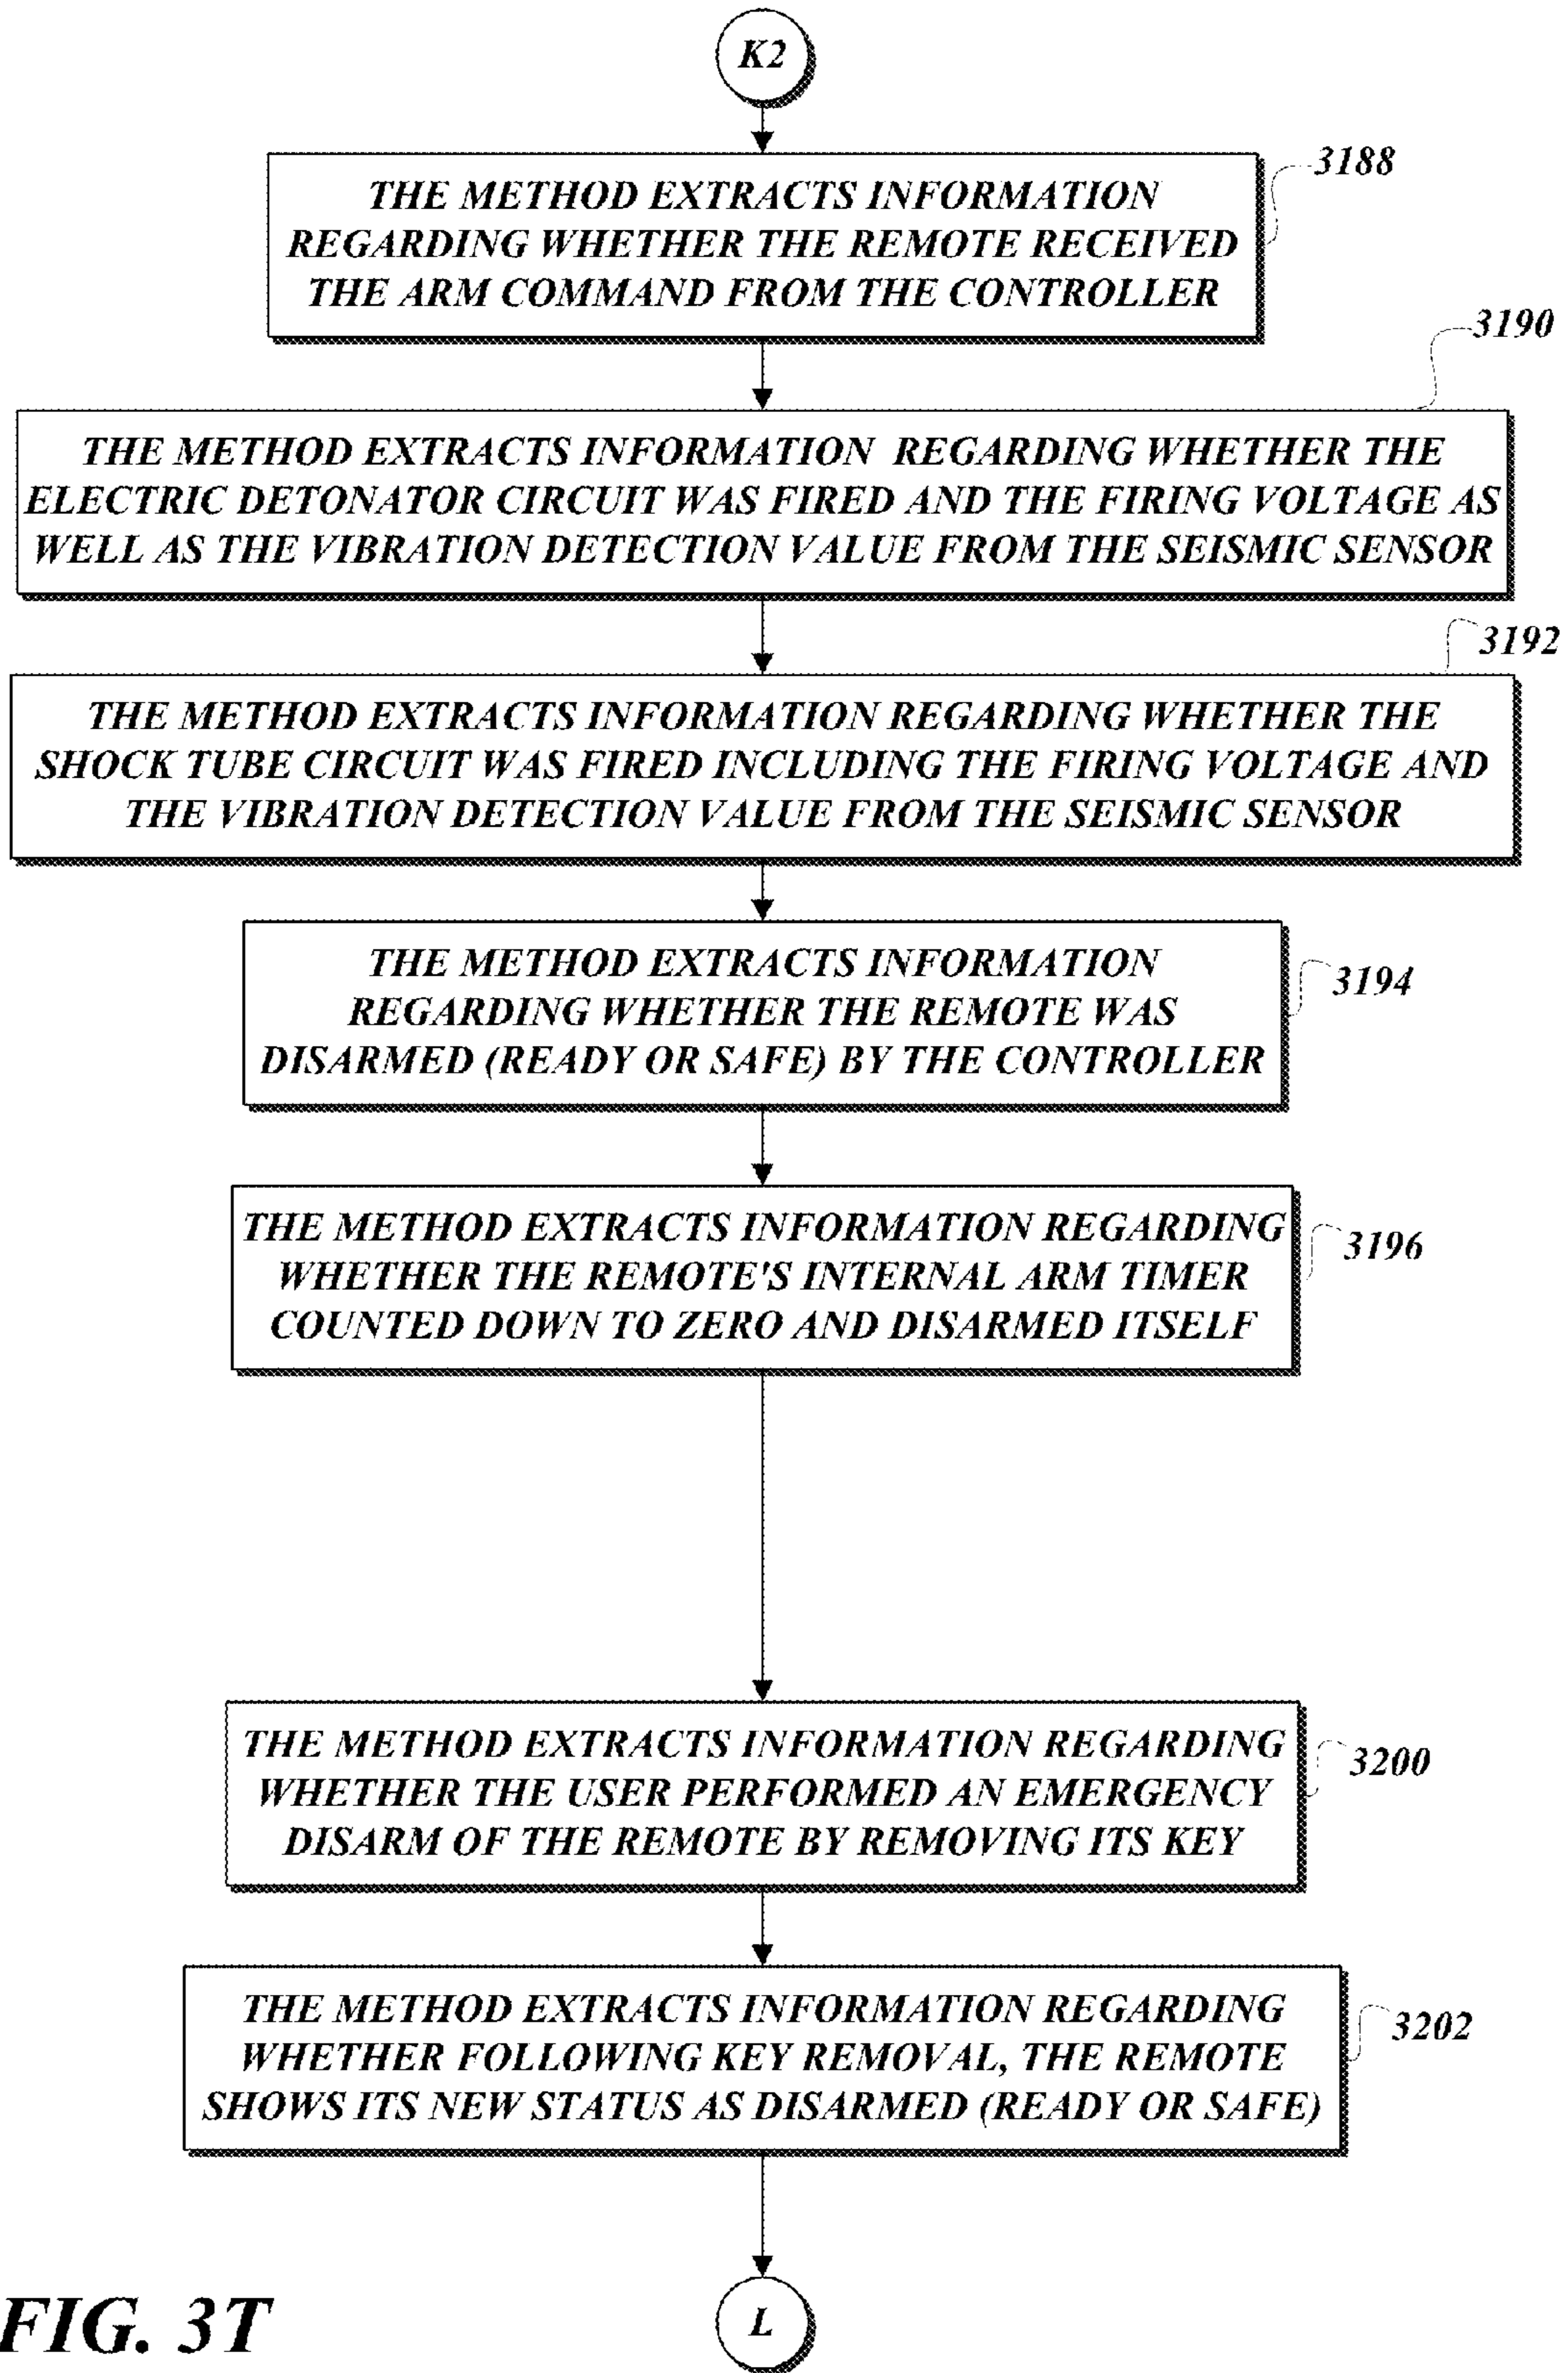 K2
3188
THE METHOD EXTRACTS INFORMATION
REGARDING WHETHER THE REMOTE RECEIVED
THE ARM COMMAND FROM THE CONTROLLER
3190
THE METHOD EXTRACTS INFORMATION REGARDING WHETHER THE
ELECTRIC DETONATOR CIRCUIT WAS FIRED AND THE FIRING VOLTAGE AS
WELL AS THE VIBRATION DETECTION VALUE FROM THE SEISMIC SENSOR
3192
THE METHOD EXTRACTS INFORMATION REGARDING WHETHER THE
SHOCK TUBE CIRCUIT WAS FIRED INCLUDING THE FIRING VOLTAGE AND
THE VIBRATION DETECTION VALUE FROM THE SEISMIC SENSOR
THE METHOD EXTRACTS INFORMATION
REGARDING WHETHER THE REMOTE WAS
DISARMED (READY OR SAFE) BY THE CONTROLLER
3194
THE METHOD EXTRACTS INFORMATION REGARDING
WHETHER THE REMOTE'S INTERNAL ARM TIMER
COUNTED DOWN TO ZERO AND DISARMED ITSELF
3196
THE METHOD EXTRACTS INFORMATION REGARDING
WHETHER THE USER PERFORMED AN EMERGENCY
DISARM OF THE REMOTE BY REMOVING ITS KEY
3200
THE METHOD EXTRACTS INFORMATION REGARDING
WHETHER FOLLOWING KEY REMOVAL, THE REMOTE
SHOWS ITS NEW STATUS AS DISARMED (READY OR SAFE)
3202
L
FIG. 3T